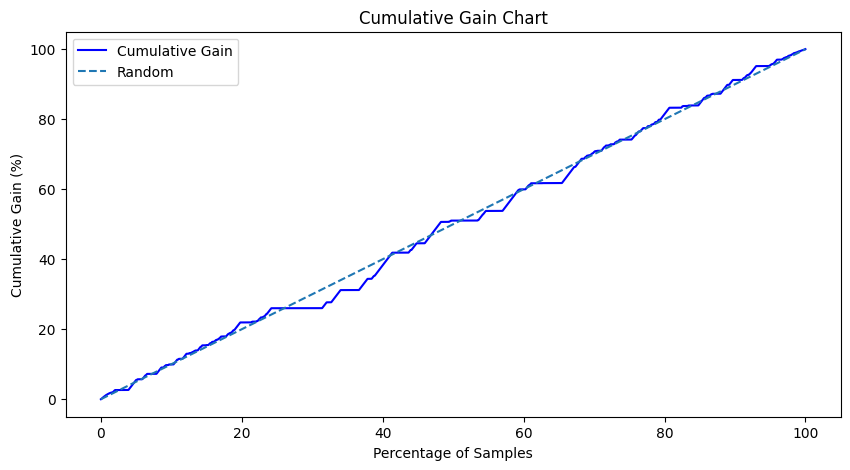 Cumulative Gain Chart
Cumulative Gain
Random
Cumulative Gain (%)
100
80
60
40
20
0
0 20 40 60 80 100
Percentage of Samples